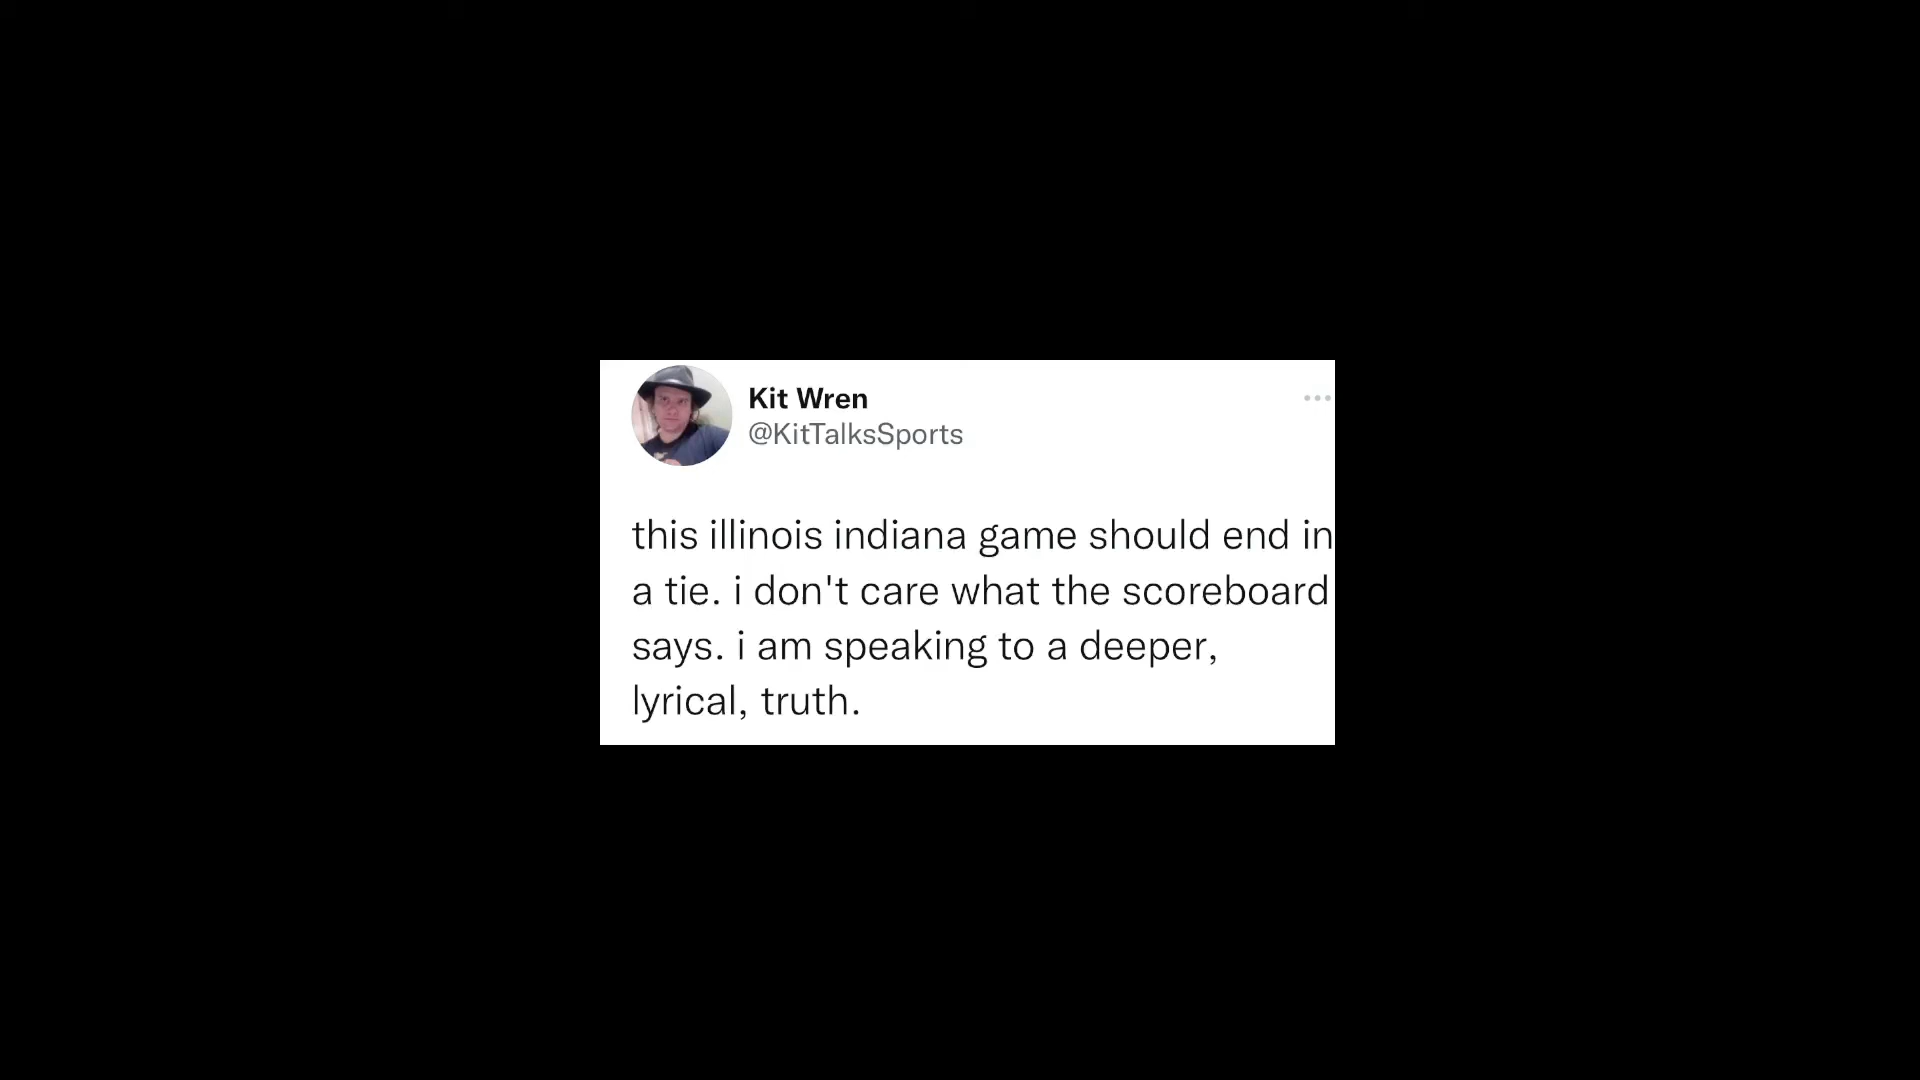 Kit Wren
@KitTalksSports
this illinois indiana game should end in
a tie. i don't care what the scoreboard
says. i am speaking to a deeper,
lyrical, truth.